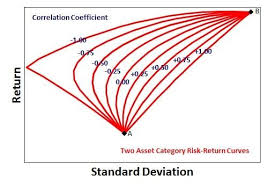 Correlation Coefficient
B
-1.00
+1.00
-0.75
+0.75
-0.50
+0.50
-0.25
+0.25
0.00
Return
A
Two Asset Category Risk-Return Curves
Standard Deviation